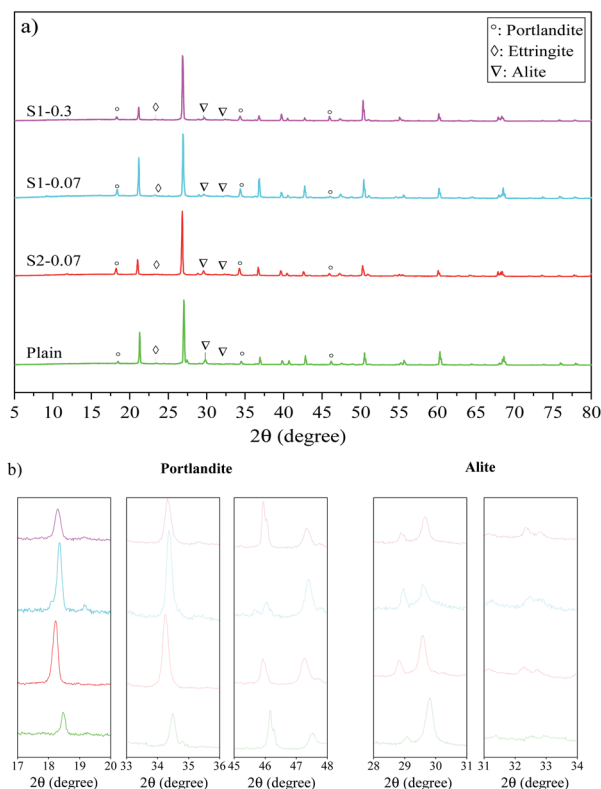 a)
○: Portlandite
◊: Ettringite
∇: Alite
S1-0.3
S1-0.07
S2-0.07
Plain
5 10 15 20 25 30 35 40 45 50 55 60 65 70 75 80
2θ (degree)
b)
Portlandite
Alite
17 18 19 20
33 34 35 36
45 46 47 48
28 29 30 31
31 32 33 34
2θ (degree) 2θ (degree) 2θ (degree) 2θ (degree) 2θ (degree)